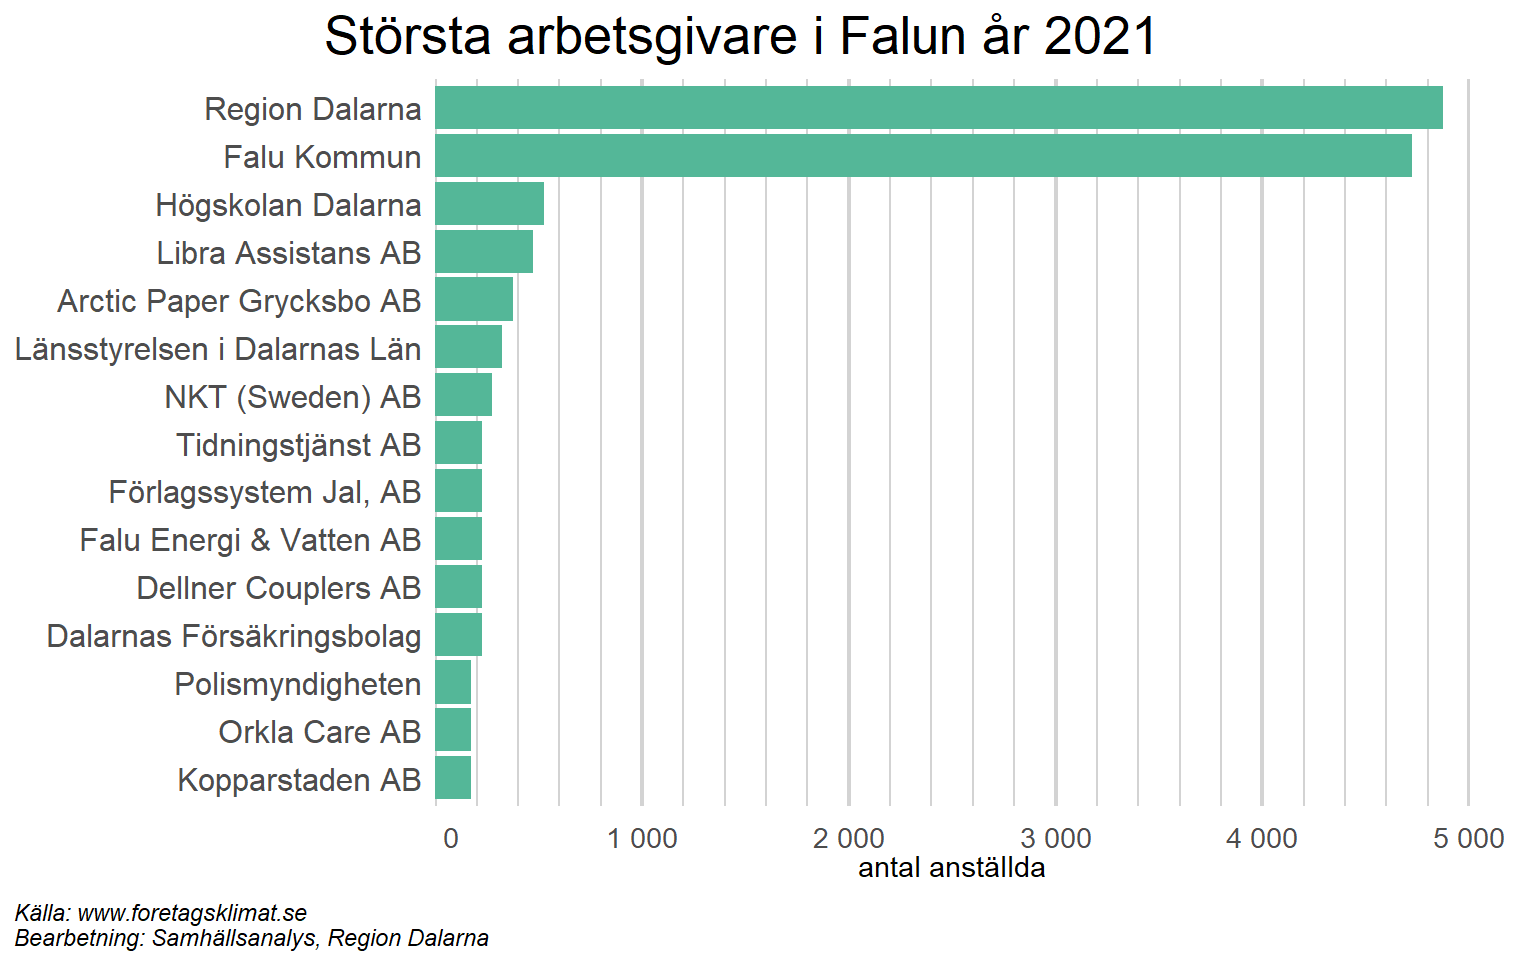 Största arbetsgivare i Falun år 2021
Region Dalarna
Falu Kommun
Högskolan Dalarna
Libra Assistans AB
Arctic Paper Grycksbo AB
Länsstyrelsen i Dalarnas Län
NKT (Sweden) AB
Tidningstjänst AB
Förlagssystem Jal, AB
Falu Energi & Vatten AB
Dellner Couplers AB
Dalarnas Försäkringsbolag
Polismyndigheten
Orkla Care AB
Kopparstaden AB
0 1 000 2 000 3 000 4 000 5 000
antal anställda
Källa: www.foretagsklimat.se
Bearbetning: Samhällsanalys, Region Dalarna